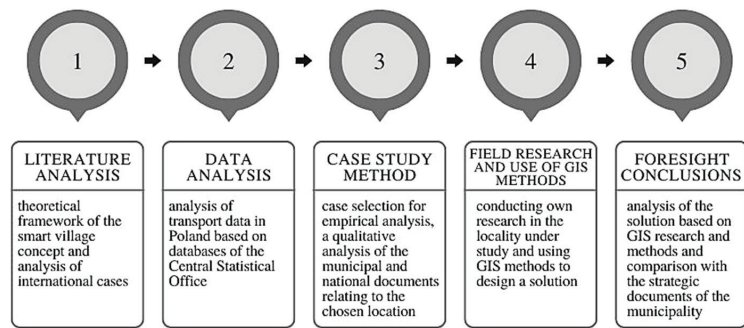 1
2
3
4
5
LITERATURE
ANALYSIS
theoretical
framework of the
smart village
concept and
analysis of
international cases
DATA
ANALYSIS
analysis of
transport data in
Poland based on
databases of the
Central Statistical
Office
CASE STUDY
METHOD
case selection for
empirical analysis,
a qualitative
analysis of the
municipal and
national documents
relating to the
chosen location
FIELD RESEARCH
AND USE OF GIS
METHODS
conducting own
research in the
locality under
study and using
GIS methods to
design a solution
FORESIGHT
CONCLUSIONS
analysis of the
solution based on
GIS research and
methods and
comparison with
the strategic
documents of the
municipality